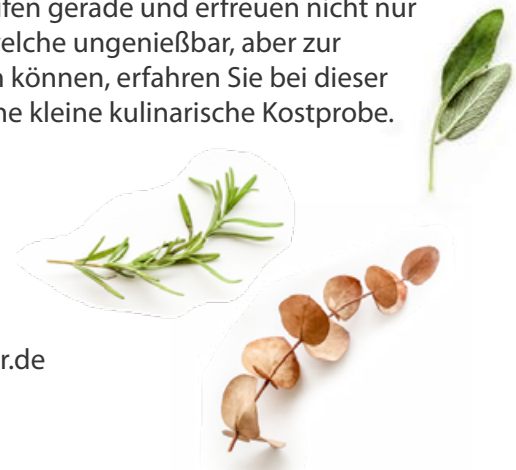 ifen gerade und erfreuen nicht nur
velche ungenießbar, aber zur
n können, erfahren Sie bei dieser
ne kleine kulinarische Kostprobe.
r.de